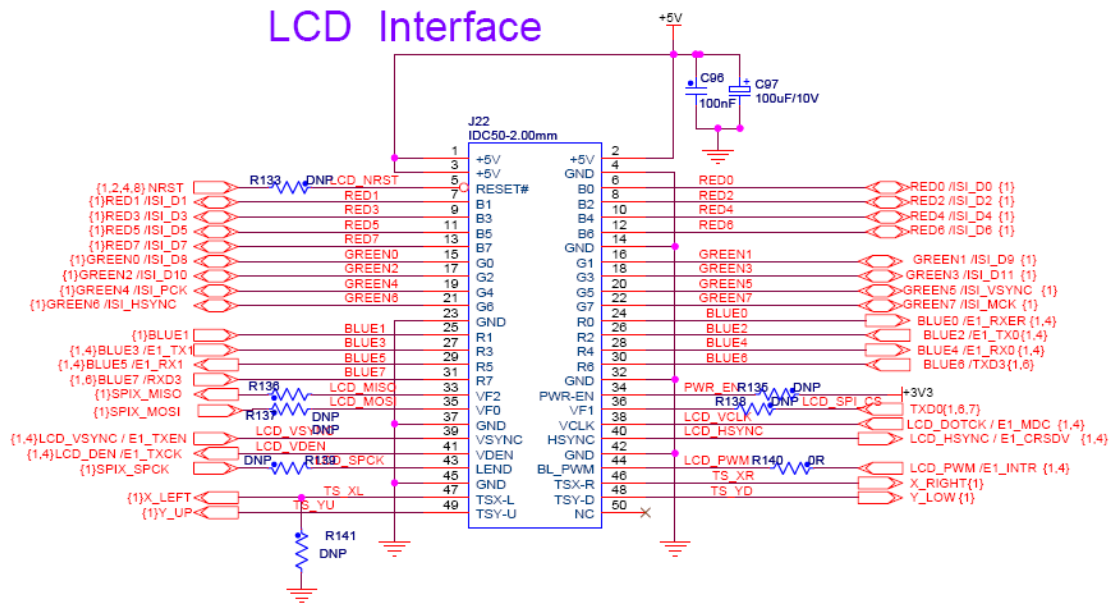 LCD Interface
+5V
C96
100nF
C97
100uF/10V
J22
IDC50-2.00mm
{1,2,4,8} NRST R133 DNP LCD_NRST
{1}RED1 /ISI_D1 RED1
{1}RED3 /ISI_D3 RED3
{1}RED5 /ISI_D5 RED5
{1}RED7 /ISI_D7 RED7
{1}GREEN0 /ISI_D8 GREEN0
{1}GREEN2 /ISI_D10 GREEN2
{1}GREEN4 /ISI_PCK GREEN4
{1}GREEN6 /ISI_HSYNC GREEN6
{1}BLUE1 BLUE1
{1,4}BLUE3 /E1_TX1 BLUE3
{1,4}BLUE5 /E1_RX1 BLUE5
{1,6}BLUE7 /RXD3 BLUE7
{1}SPIX_MISO R136 LCD_MISO
DNP
{1}SPIX_MOSI R137 LCD_MOSI
DNP
{1,4}LCD_VSYNC / E1_TXEN LCD_VSYNC
{1,4}LCD_DEN / E1_TXCK LCD_VDEN
{1}SPIX_SPCK DNP R139 LCD_SPCK
{1}X_LEFT TS_XL
{1}Y_UP TS_YU
R141
DNP
1 +5V +5V 2
3 +5V GND 4
5 RESET# B0 6
7 B1 B2 8
9 B3 B4 10
11 B5 B6 12
13 B7 GND 14
15 G0 G1 16
17 G2 G3 18
19 G4 G5 20
21 G6 G7 22
23 GND R0 24
25 R1 R2 26
27 R3 R4 28
29 R5 R6 30
31 R7 GND 32
33 VF2 PWR-EN 34
35 VF0 VF1 36
37 GND VCLK 38
39 VSYNC HSYNC 40
41 VDEN GND 42
43 LEND BL_PWM 44
45 GND TSX-R 46
47 TSX-L TSY-D 48
49 TSY-U NC 50
RED0 RED0 /ISI_D0 {1}
RED2 RED2 /ISI_D2 {1}
RED4 RED4 /ISI_D4 {1}
RED6 RED6 /ISI_D6 {1}
GREEN1 GREEN1 /ISI_D9 {1}
GREEN3 GREEN3 /ISI_D11 {1}
GREEN5 GREEN5 /ISI_VSYNC {1}
GREEN7 GREEN7 /ISI_MCK {1}
BLUE0 BLUE0 /E1_RXER {1,4}
BLUE2 BLUE2 /E1_TX0 {1,4}
BLUE4 BLUE4 /E1_RX0 {1,4}
BLUE6 BLUE6 /TXD3 {1,6}
PWR_EN R135 DNP +3V3
R138 DNP LCD_SPI_CS TXD0{1,6,7}
LCD_VCLK LCD_DOTCK / E1_MDC {1,4}
LCD_HSYNC LCD_HSYNC / E1_CRSDV {1,4}
LCD_PWM R140 0R LCD_PWM /E1_INTR {1,4}
TS_XR X_RIGHT{1}
TS_YD Y_LOW {1}